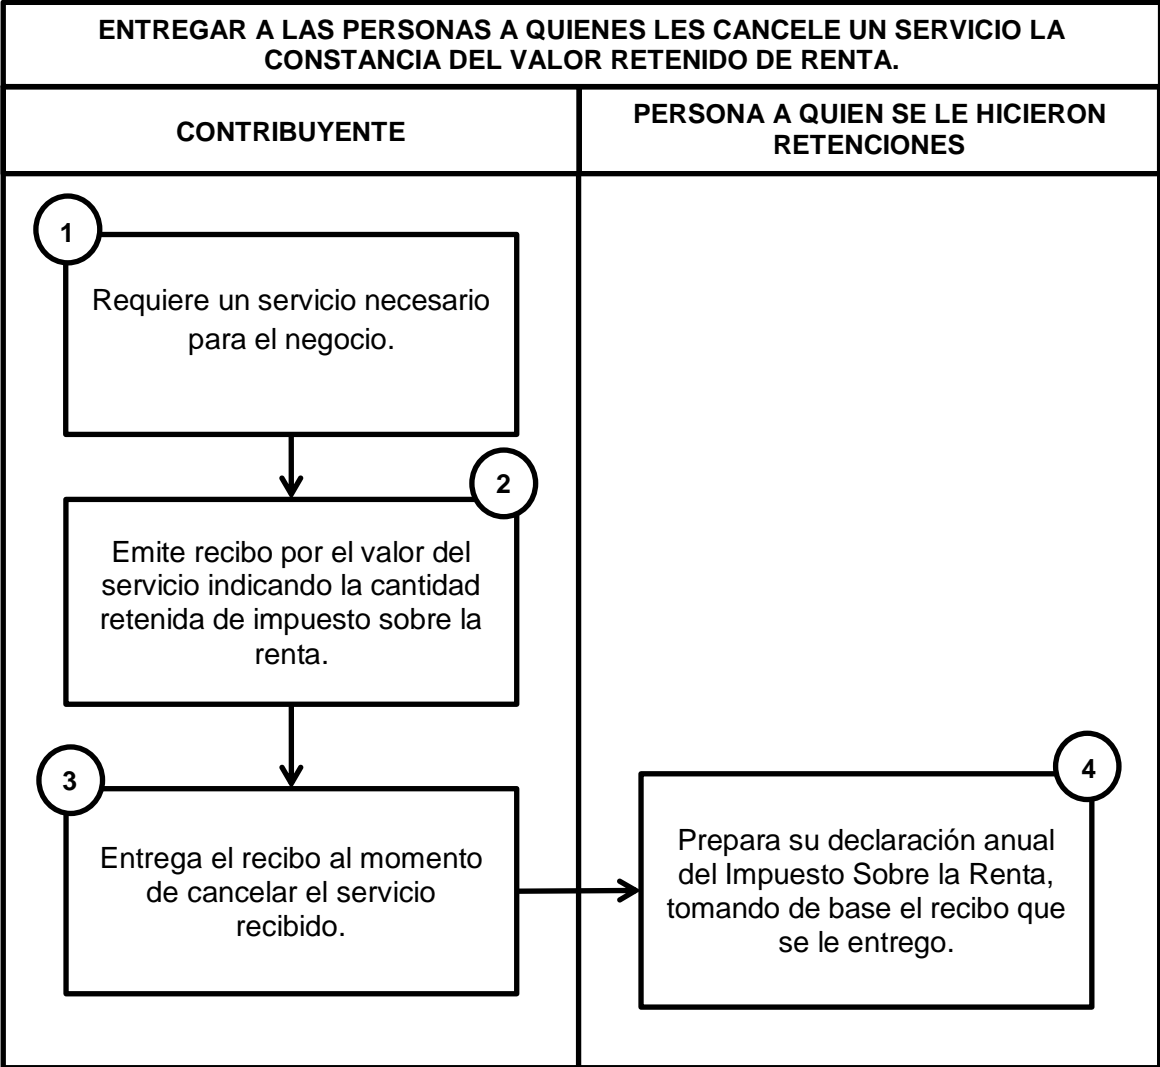 ENTREGAR A LAS PERSONAS A QUIENES LES CANCELE UN SERVICIO LA
CONSTANCIA DEL VALOR RETENIDO DE RENTA.
CONTRIBUYENTE
PERSONA A QUIEN SE LE HICIERON
RETENCIONES
1
Requiere un servicio necesario
para el negocio.
2
Emite recibo por el valor del
servicio indicando la cantidad
retenida de impuesto sobre la
renta.
3
Entrega el recibo al momento
de cancelar el servicio
recibido.
4
Prepara su declaración anual
del Impuesto Sobre la Renta,
tomando de base el recibo que
se le entrego.